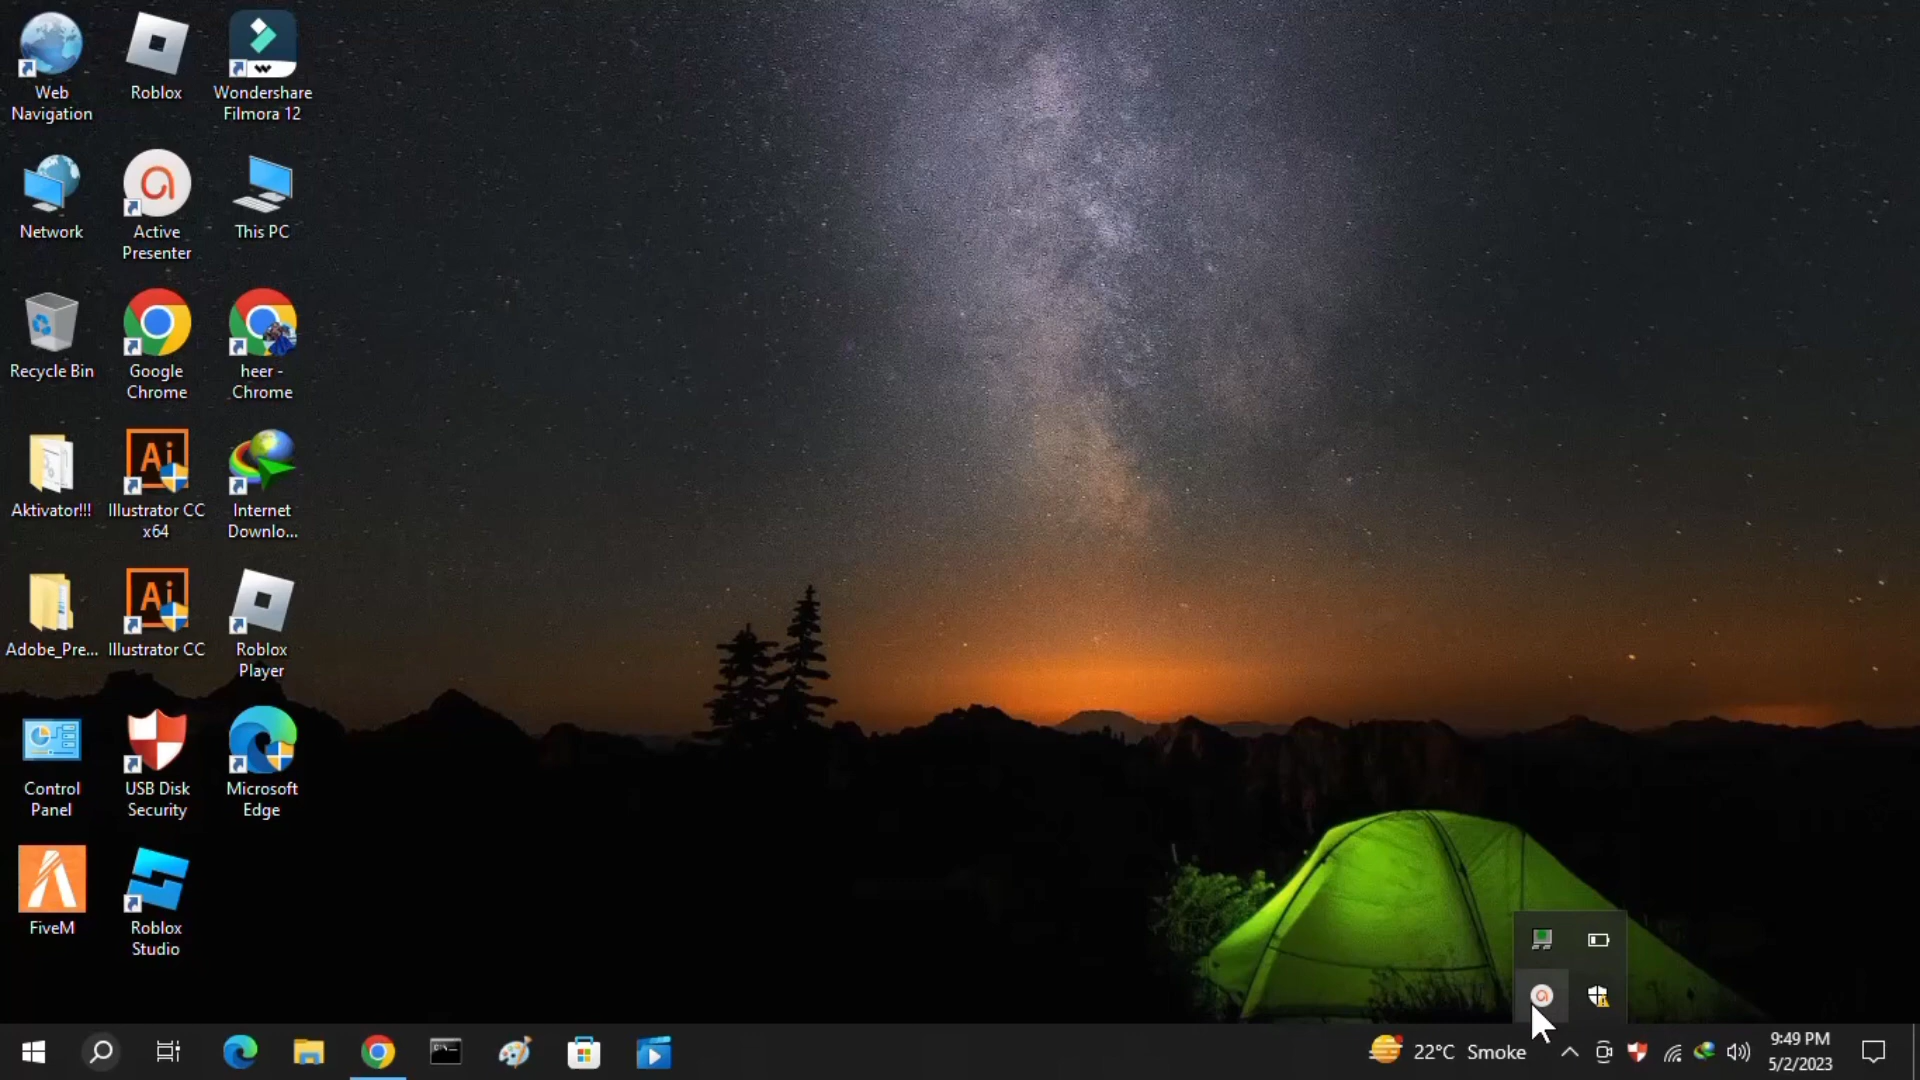 Web
Navigation
Roblox
Wondershare
Filmora 12
Network
Active
Presenter
This PC
Recycle Bin
Google
Chrome
heer -
Chrome
Aktivator!!!
Ai
Illustrator CC
x64
Internet
Downlo...
Adobe_Pre...
Ai
Illustrator CC
Roblox
Player
Control
Panel
USB Disk
Security
Microsoft
Edge
FiveM
Roblox
Studio
22°C Smoke
9:49 PM
5/2/2023